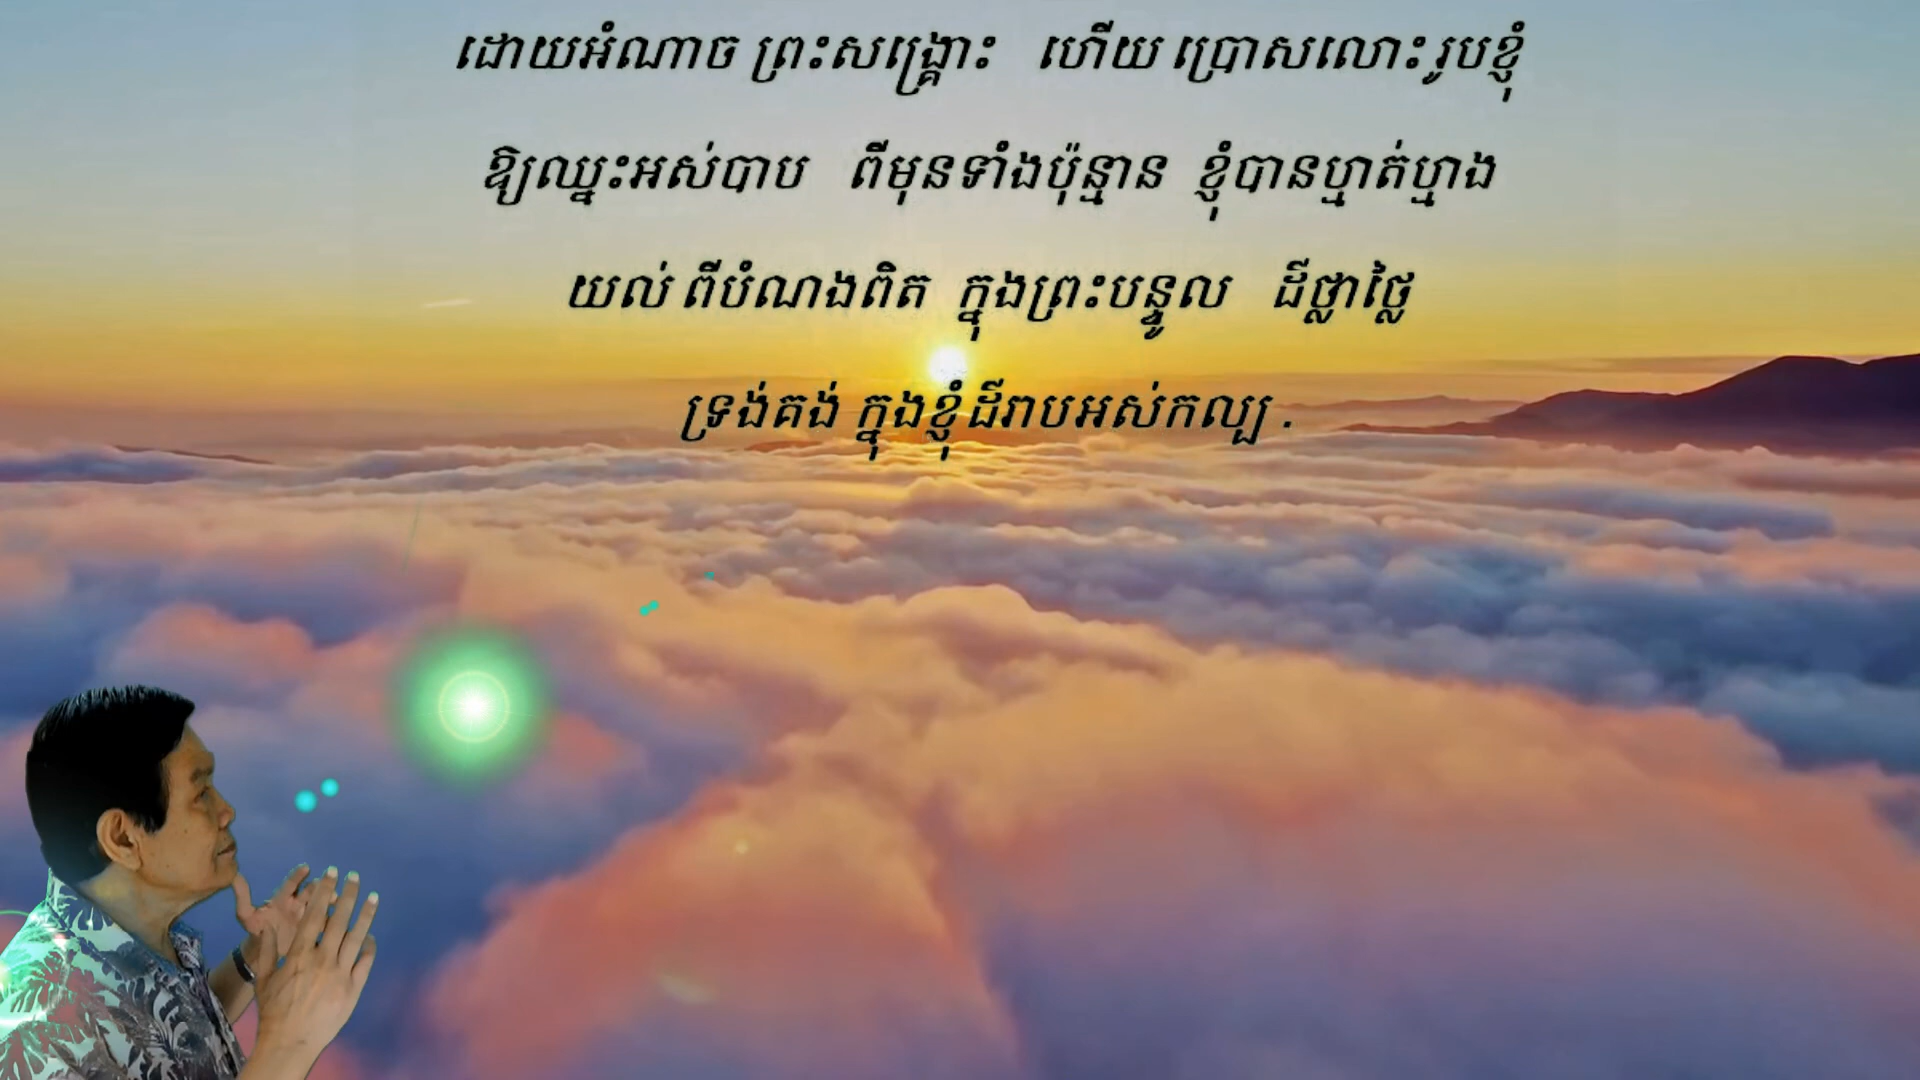 ដោយអំណាច ព្រះសង្គ្រោះ ហើយ ប្រោសលោះ រូបខ្ញុំ
ឱ្យឈ្នះអស់បាប ពីមុនទាំងប៉ុន្មាន ខ្ញុំបានប្មាត់ប្មាង
យល់ ពីបំណងពិត ក្នុងព្រះបន្ទូល ដ៏ថ្លាថ្លៃ
ទ្រង់គង់ ក្នុងខ្ញុំដ៏រាបអស់កល្ប .